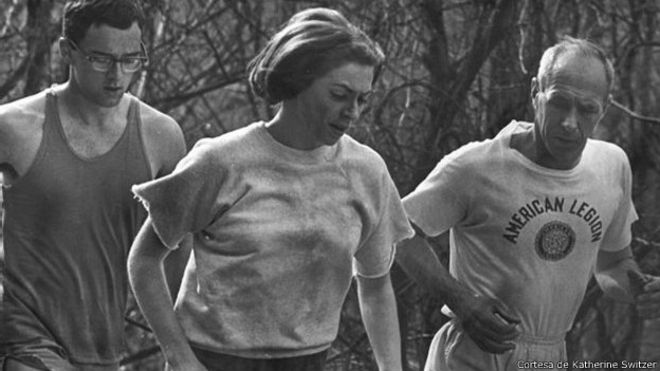 AMERICAN LEGION
Cortesa de Katherine Switzer